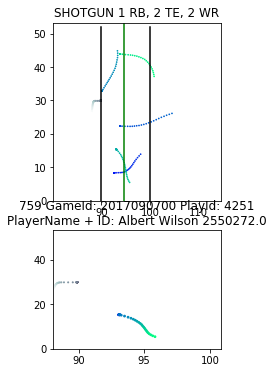 SHOTGUN 1 RB, 2 TE, 2 WR
50
40
30
20
10
0
90 100 110
759 GameId: 2017090700 PlayId: 4251
PlayerName + ID: Albert Wilson 2550272.0
40
20
0
90 95 100